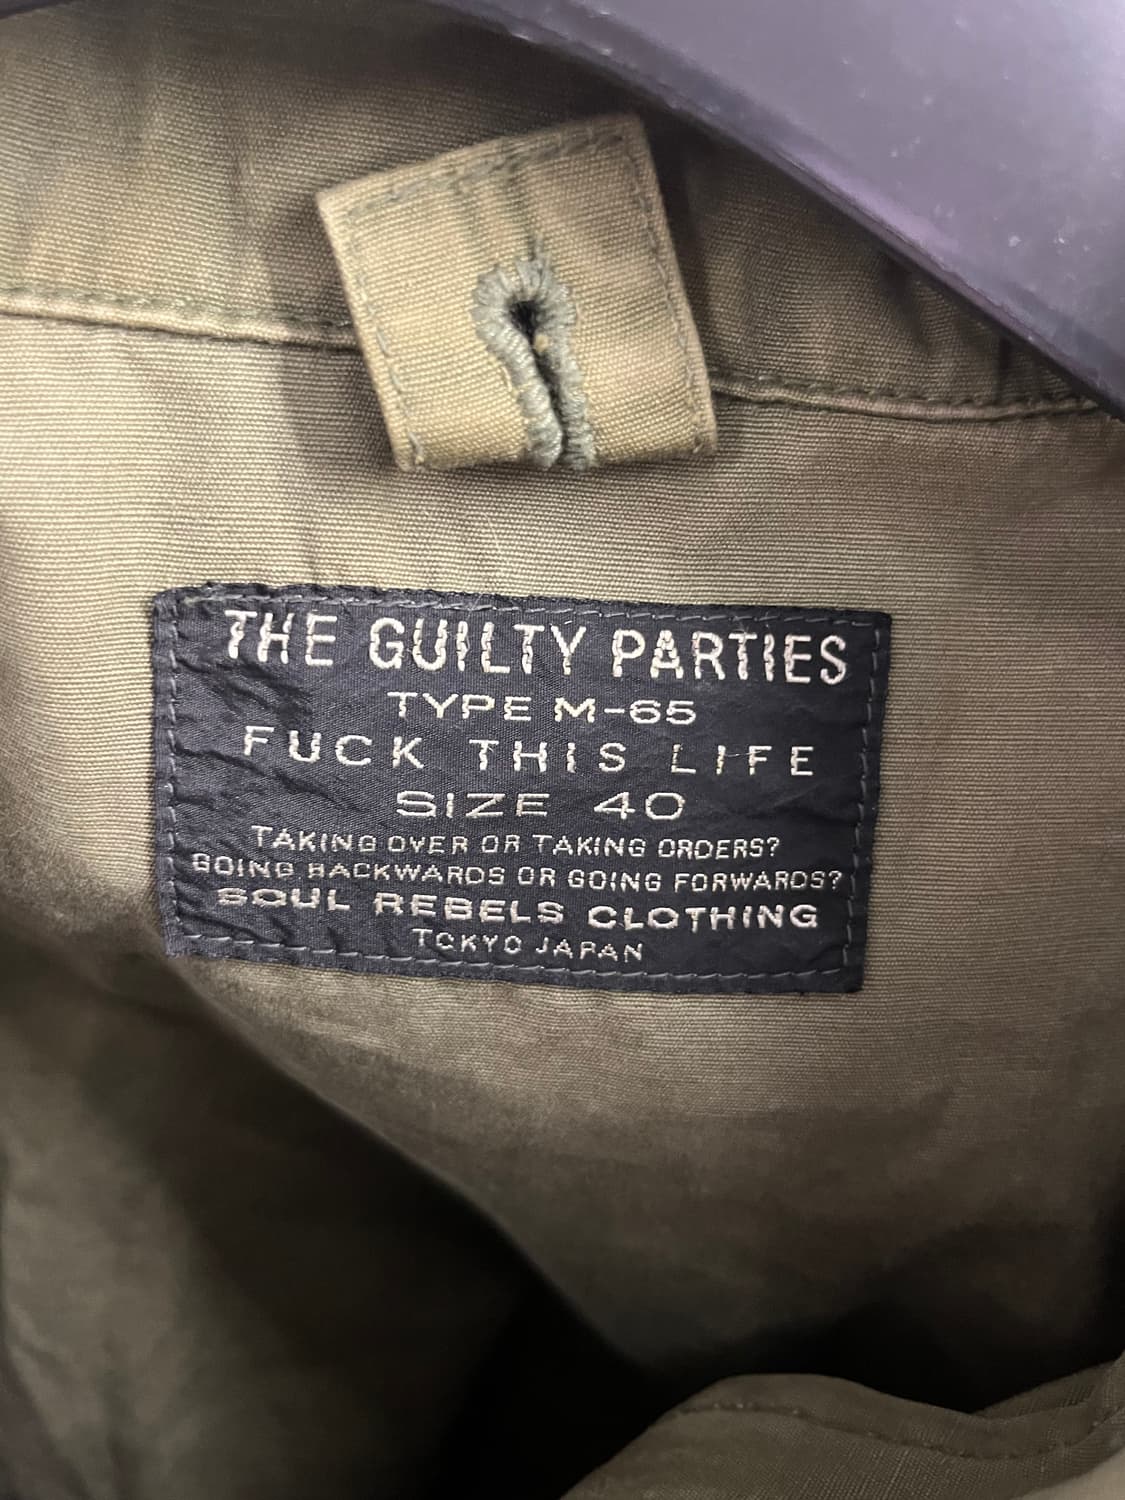 THE GUILTY PARTIES
TYPE M-65
FUCK THIS LIFE
SIZE 40
TAKING OVER OR TAKING ORDERS?
GOING BACKWARDS OR GOING FORWARDS?
SOUL REBELS CLOTHING
TOKYO JAPAN